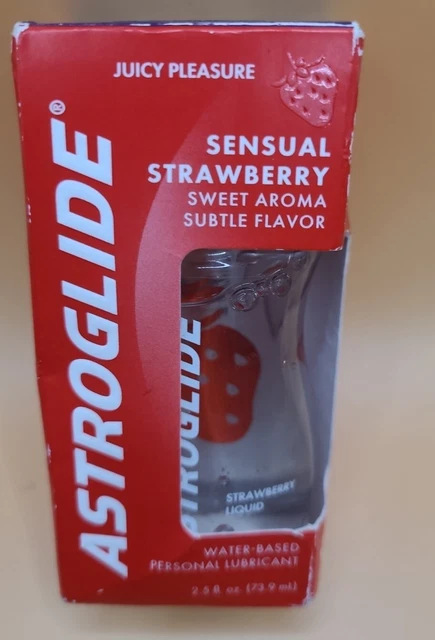 JUICY PLEASURE
ASTROGLIDE®
SENSUAL
STRAWBERRY
SWEET AROMA
SUBTLE FLAVOR
STRAWBERRY
LIQUID
WATER-BASED
PERSONAL LUBRICANT
2.5 fl. oz. (73.9 mL)